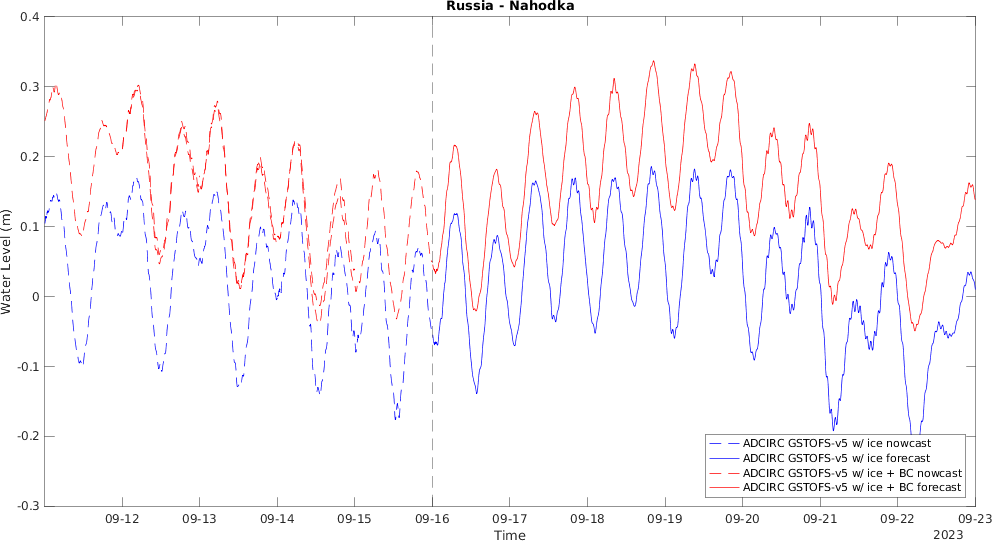 Russia - Nahodka
Water Level (m)
0.4
0.3
0.2
0.1
0
-0.1
-0.2
-0.3
ADCIRC GSTOFS-v5 w/ ice nowcast
ADCIRC GSTOFS-v5 w/ ice forecast
ADCIRC GSTOFS-v5 w/ ice + BC nowcast
ADCIRC GSTOFS-v5 w/ ice + BC forecast
09-12 09-13 09-14 09-15 09-16 09-17 09-18 09-19 09-20 09-21 09-22 09-23
Time
2023